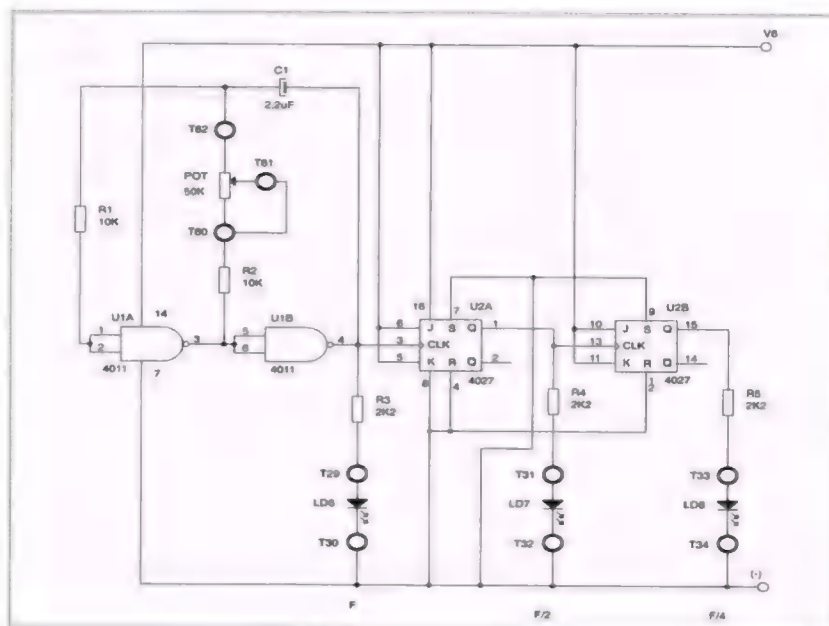 V6
C1
2.2uF
T62
POT
50K
T61
T60
R1
10K
R2
10K
U1A
14
1
2
3
4011
7
U1B
5
6
4
4011
16
7
U2A
6
J
S
Q
1
3
CLK
5
K
R
Q
2
8
4
4027
9
U2B
10
J
S
Q
15
13
CLK
11
K
R
Q
14
1
2
4027
R3
2K2
R4
2K2
R5
2K2
T29
LD6
T30
T31
LD7
T32
T33
LD8
T34
(-)
F
F/2
F/4